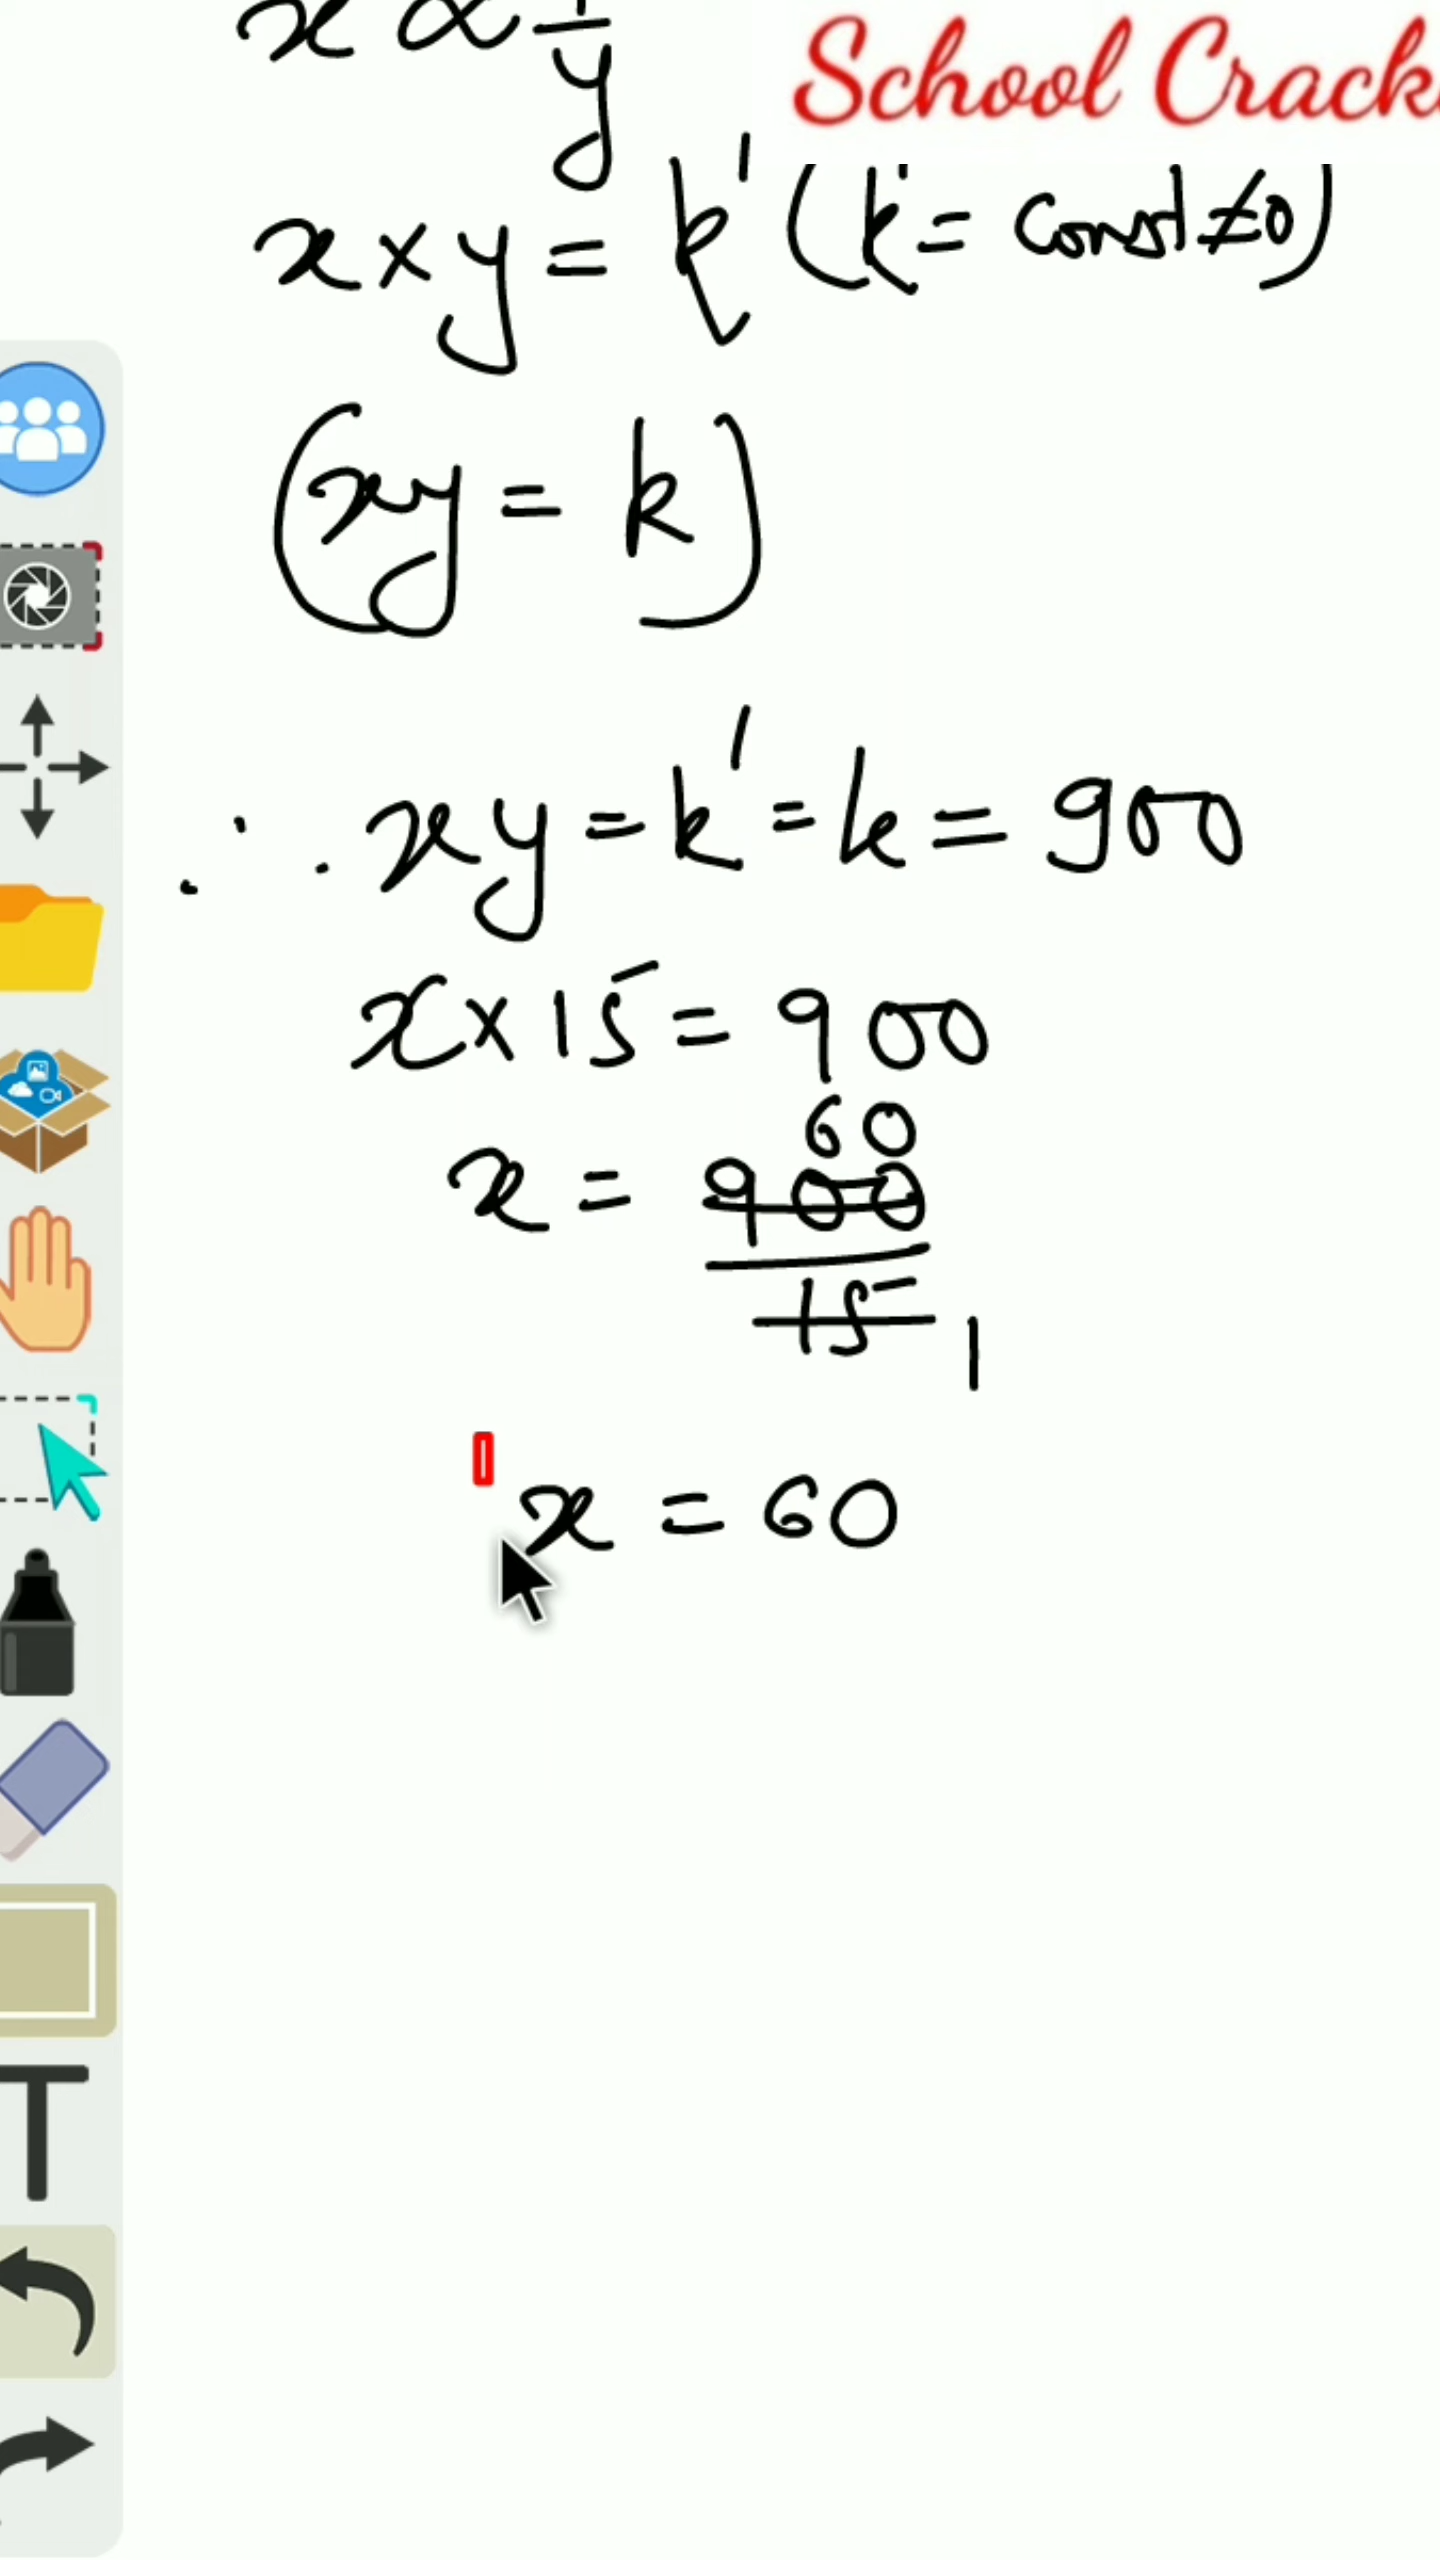 x ∝ 1/y
School Crack
x × y = k' (k' = Const ≠ 0)
(xy = k)
∴ xy = k' = k = 900
x × 15 = 900
60
x = 900/15 1
x = 60
T